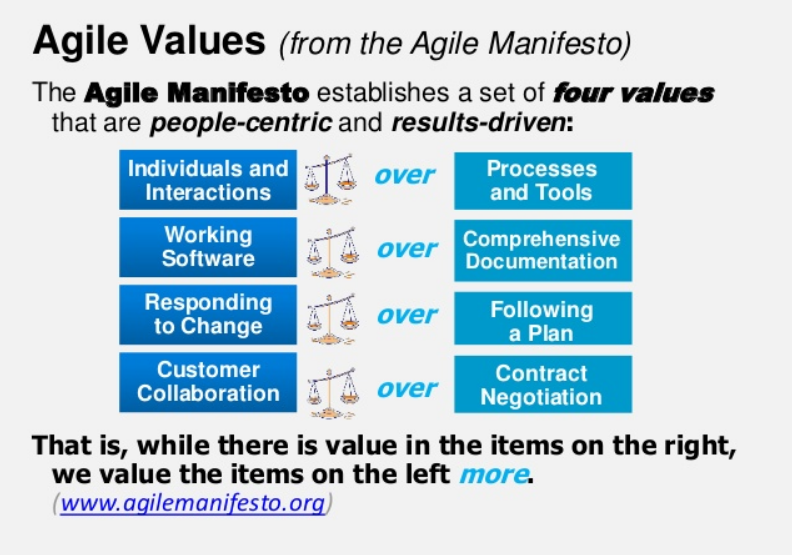 Agile Values (from the Agile Manifesto)
The Agile Manifesto establishes a set of four values
that are people-centric and results-driven:
Individuals and
Interactions
over
Processes
and Tools
Working
Software
over
Comprehensive
Documentation
Responding
to Change
over
Following
a Plan
Customer
Collaboration
over
Contract
Negotiation
That is, while there is value in the items on the right,
we value the items on the left more.
(www.agilemanifesto.org)